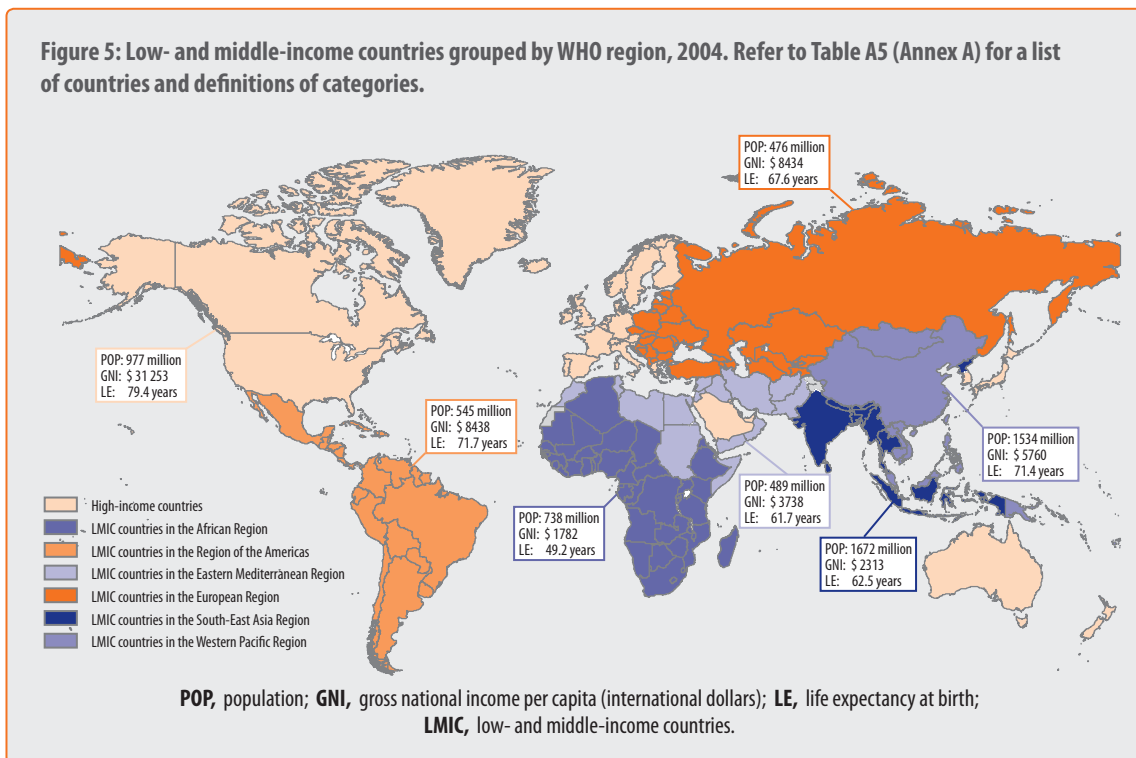 Figure 5: Low- and middle-income countries grouped by WHO region, 2004. Refer to Table A5 (Annex A) for a list
of countries and definitions of categories.
POP: 476 million
GNI: $ 8434
LE: 67.6 years
POP: 977 million
GNI: $ 31 253
LE: 79.4 years
POP: 545 million
GNI: $ 8438
LE: 71.7 years
POP: 1534 million
GNI: $ 5760
LE: 71.4 years
POP: 489 million
GNI: $ 3738
LE: 61.7 years
POP: 738 million
GNI: $ 1782
LE: 49.2 years
POP: 1672 million
GNI: $ 2313
LE: 62.5 years
High-income countries
LMIC countries in the African Region
LMIC countries in the Region of the Americas
LMIC countries in the Eastern Mediterrànean Region
LMIC countries in the European Region
LMIC countries in the South-East Asia Region
LMIC countries in the Western Pacific Region
POP, population; GNI, gross national income per capita (international dollars); LE, life expectancy at birth;
LMIC, low- and middle-income countries.